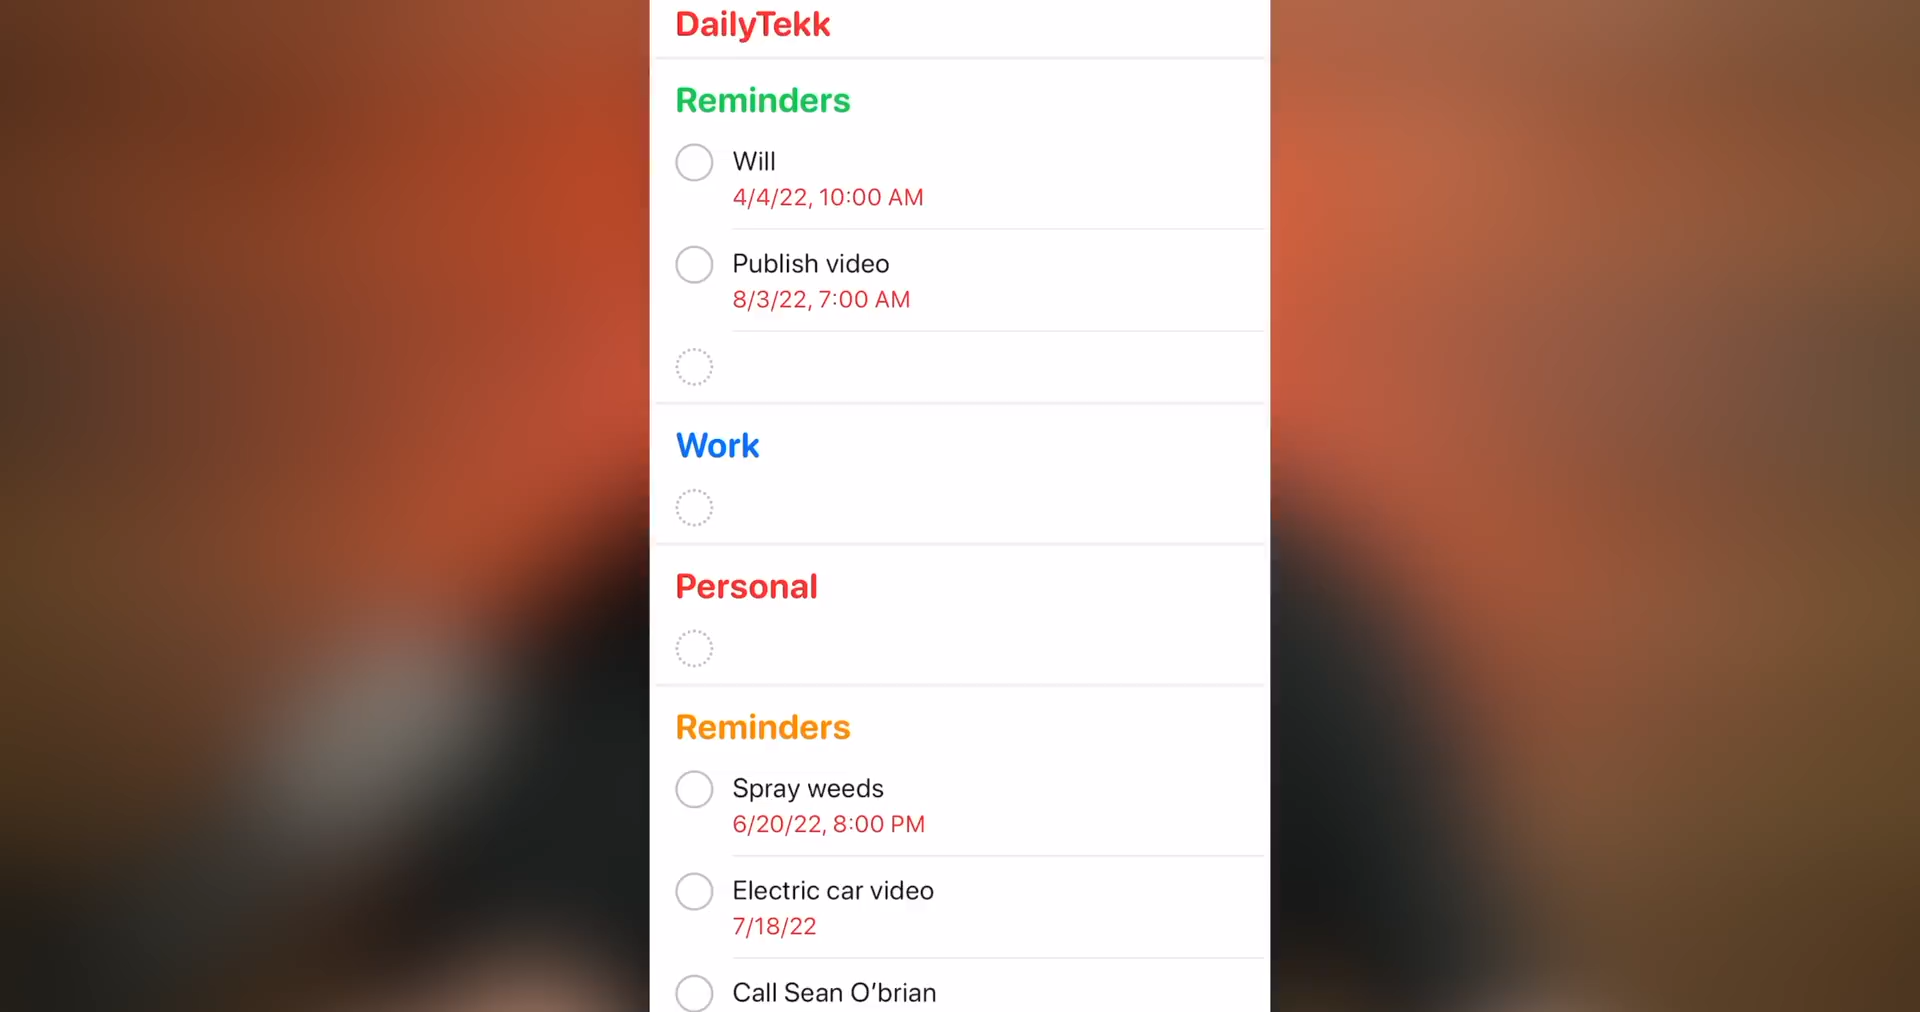 DailyTekk
Reminders
Will
4/4/22, 10:00 AM
Publish video
8/3/22, 7:00 AM
Work
Personal
Reminders
Spray weeds
6/20/22, 8:00 PM
Electric car video
7/18/22
Call Sean O’brian